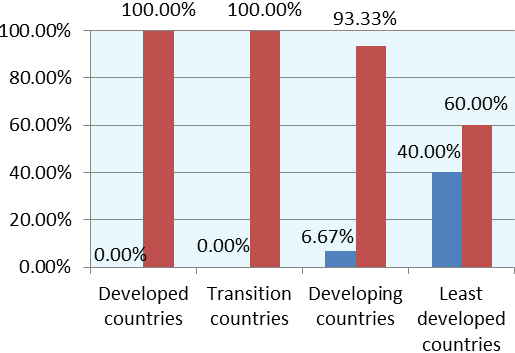 100.00%
80.00%
60.00%
40.00%
20.00%
0.00%
100.00%
100.00%
93.33%
60.00%
40.00%
6.67%
0.00%
0.00%
Developed
countries
Transition
countries
Developing
countries
Least
developed
countries